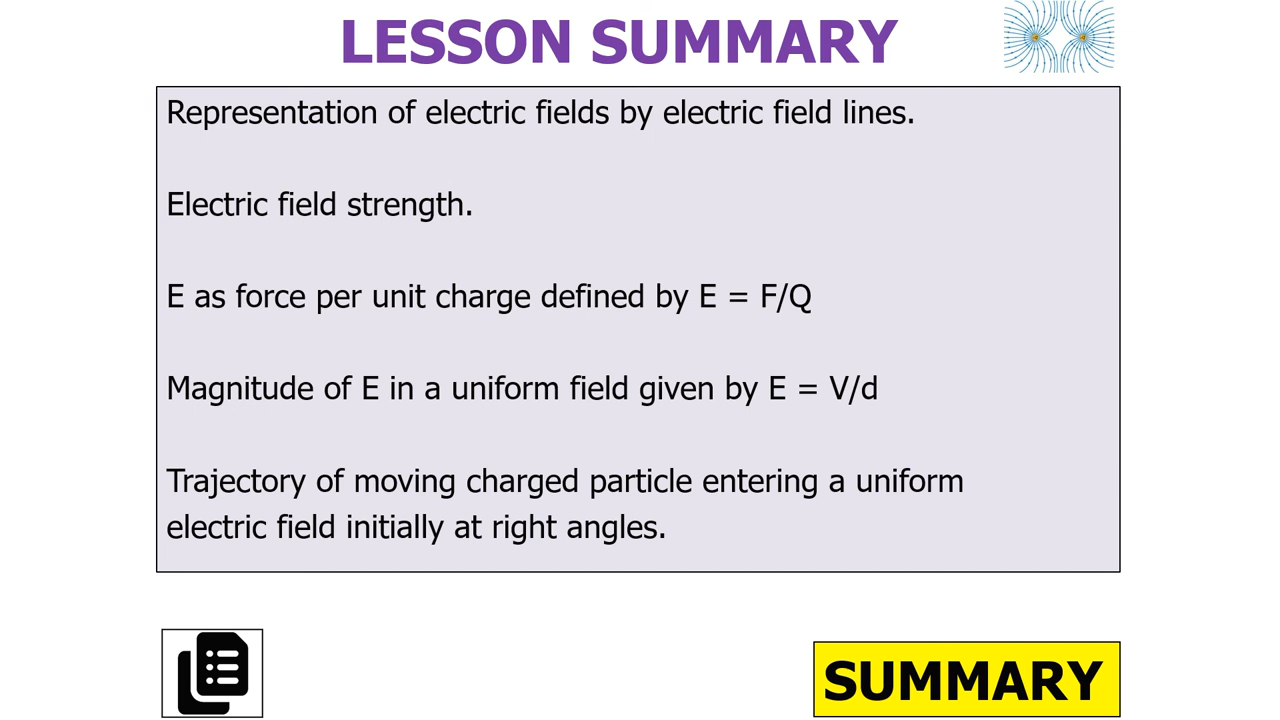 LESSON SUMMARY
Representation of electric fields by electric field lines.
Electric field strength.
E as force per unit charge defined by E = F/Q
Magnitude of E in a uniform field given by E = V/d
Trajectory of moving charged particle entering a uniform
electric field initially at right angles.
SUMMARY